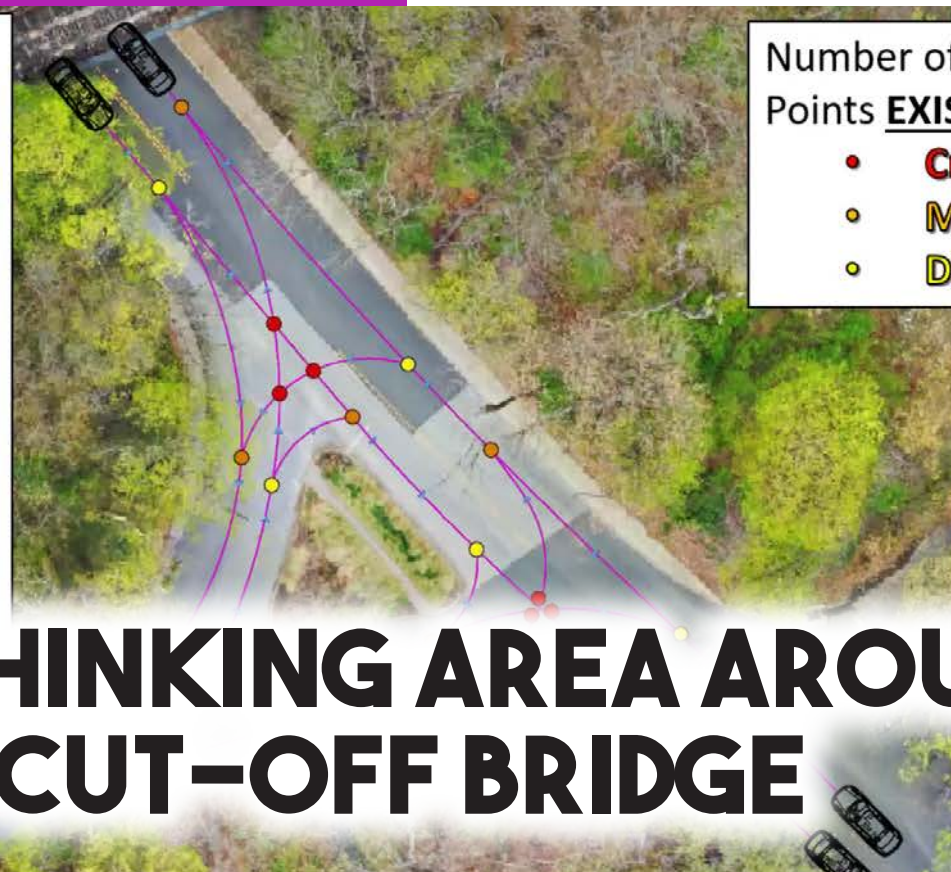 Number of
Points EXIS
C
M
D
HINKING AREA AROU
CUT-OFF BRIDGE